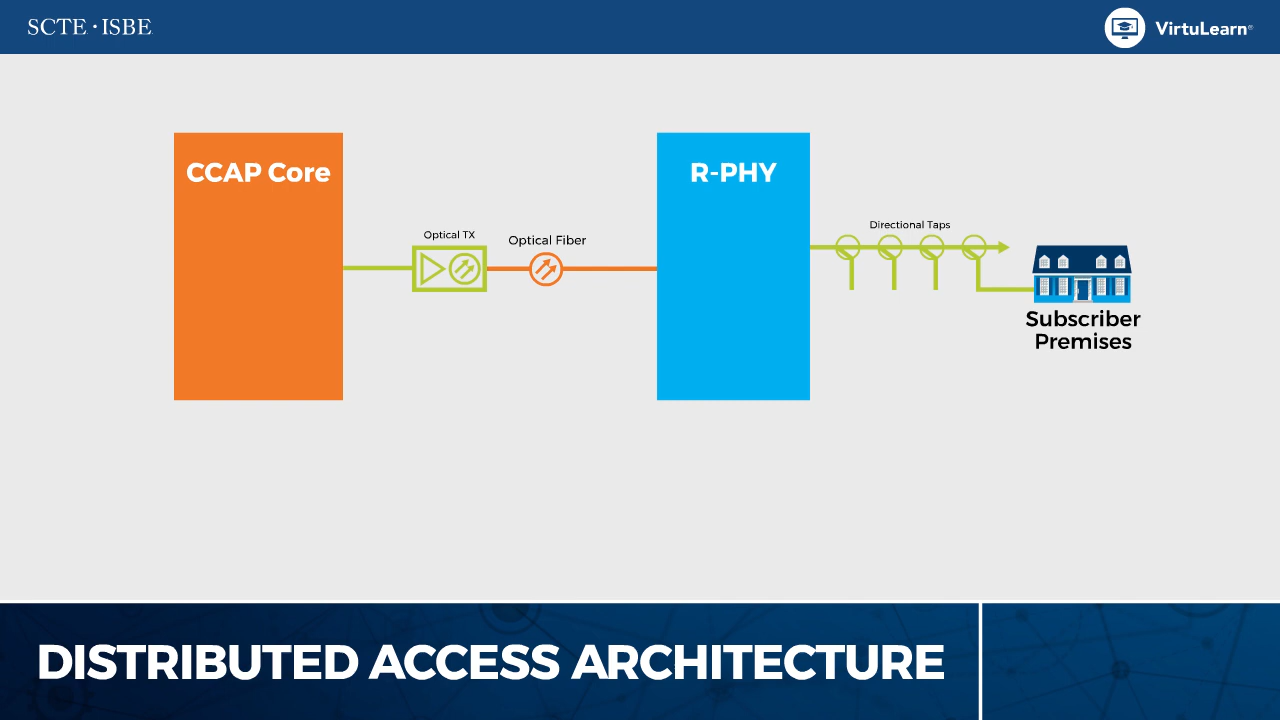 SCTE · ISBE
VirtuLearn®
CCAP Core
R-PHY
Optical TX
Optical Fiber
Directional Taps
Subscriber
Premises
DISTRIBUTED ACCESS ARCHITECTURE